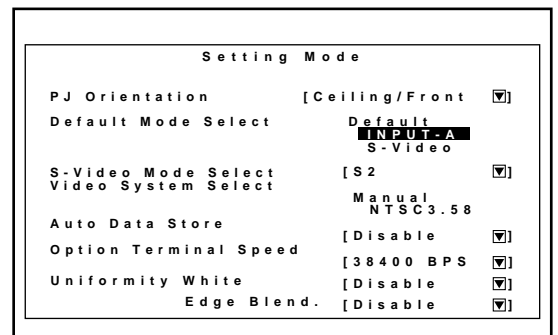 Setting Mode
PJ Orientation [Ceiling/Front ▼]
Default Mode Select Default
INPUT-A
S-Video
S-Video Mode Select [S2 ▼]
Video System Select
Manual
NTSC3.58
Auto Data Store
[Disable ▼]
Option Terminal Speed
[38400 BPS ▼]
Uniformity White [Disable ▼]
Edge Blend. [Disable ▼]